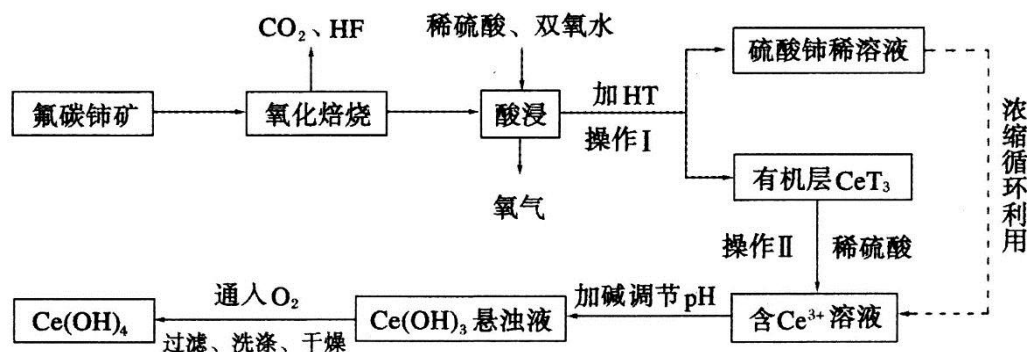 CO₂、HF
稀硫酸、双氧水
氟碳铈矿
氧化焙烧
酸浸
加HT
操作Ⅰ
硫酸铈稀溶液
氧气
有机层CeT₃
浓缩循环利用
操作Ⅱ
稀硫酸
Ce(OH)₄
通入O₂
过滤、洗涤、干燥
Ce(OH)₃悬浊液
加碱调节pH
含Ce³⁺溶液